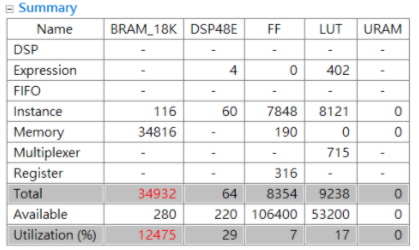 Summary
Name BRAM_18K DSP48E FF LUT URAM
DSP - - - - -
Expression - 4 0 402 -
FIFO - - - - -
Instance 116 60 7848 8121 0
Memory 34816 - 190 0 0
Multiplexer - - - 715 -
Register - - 316 - -
Total 34932 64 8354 9238 0
Available 280 220 106400 53200 0
Utilization (%) 12475 29 7 17 0